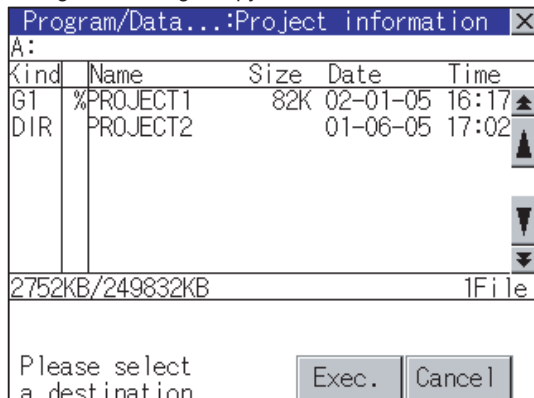 Program/Data...:Project information ×
A:
Kind Name Size Date Time
G1 %PROJECT1 82K 02-01-05 16:17
DIR PROJECT2 01-06-05 17:02
2752KB/249832KB 1File
Please select
a destination
Exec. Cancel